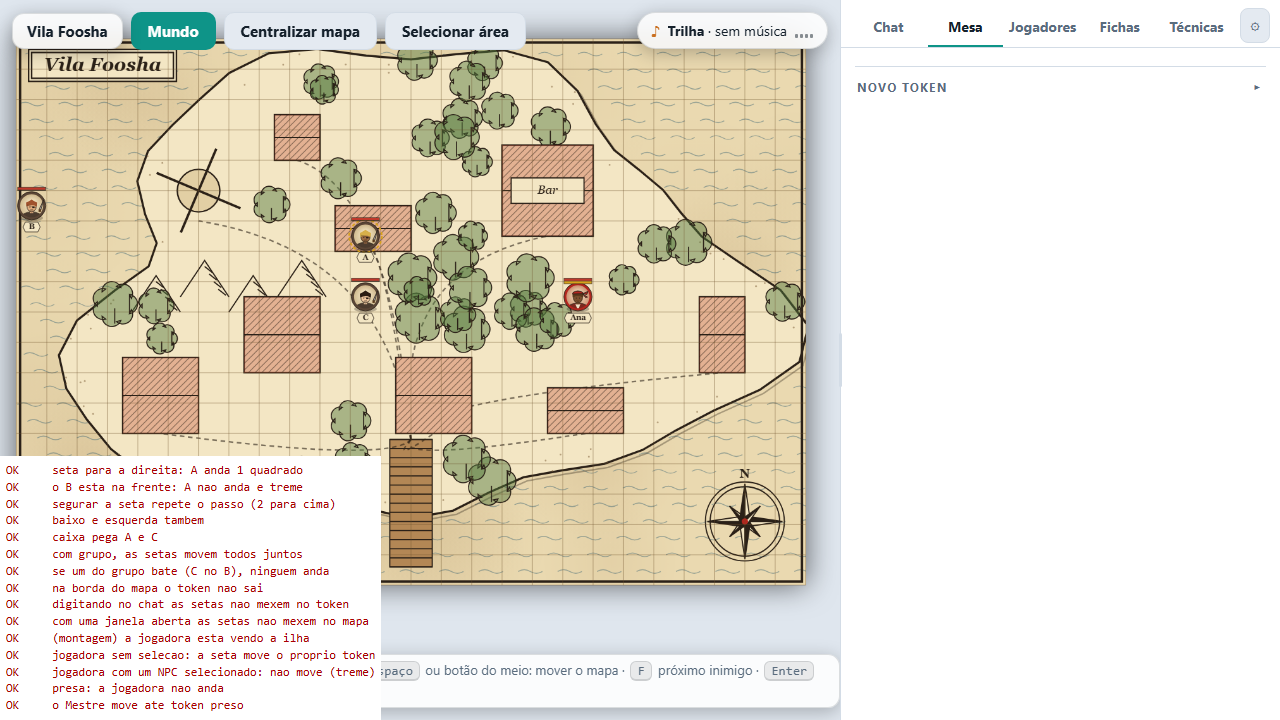 Vila Foosha
Mundo
Centralizar mapa
Selecionar área
♪ Trilha · sem música
Chat
Mesa
Jogadores
Fichas
Técnicas
NOVO TOKEN
Vila Foosha
Bar
B
A
C
Ana
N
OK seta para a direita: A anda 1 quadrado
OK o B esta na frente: A nao anda e treme
OK segurar a seta repete o passo (2 para cima)
OK baixo e esquerda tambem
OK caixa pega A e C
OK com grupo, as setas movem todos juntos
OK se um do grupo bate (C no B), ninguem anda
OK na borda do mapa o token nao sai
OK digitando no chat as setas nao mexem no token
OK com uma janela aberta as setas nao mexem no mapa
OK (montagem) a jogadora esta vendo a ilha
OK jogadora sem selecao: a seta move o proprio token
OK jogadora com um NPC selecionado: nao move (treme)
OK presa: a jogadora nao anda
OK o Mestre move ate token preso
spaço ou botão do meio: mover o mapa · F próximo inimigo · Enter